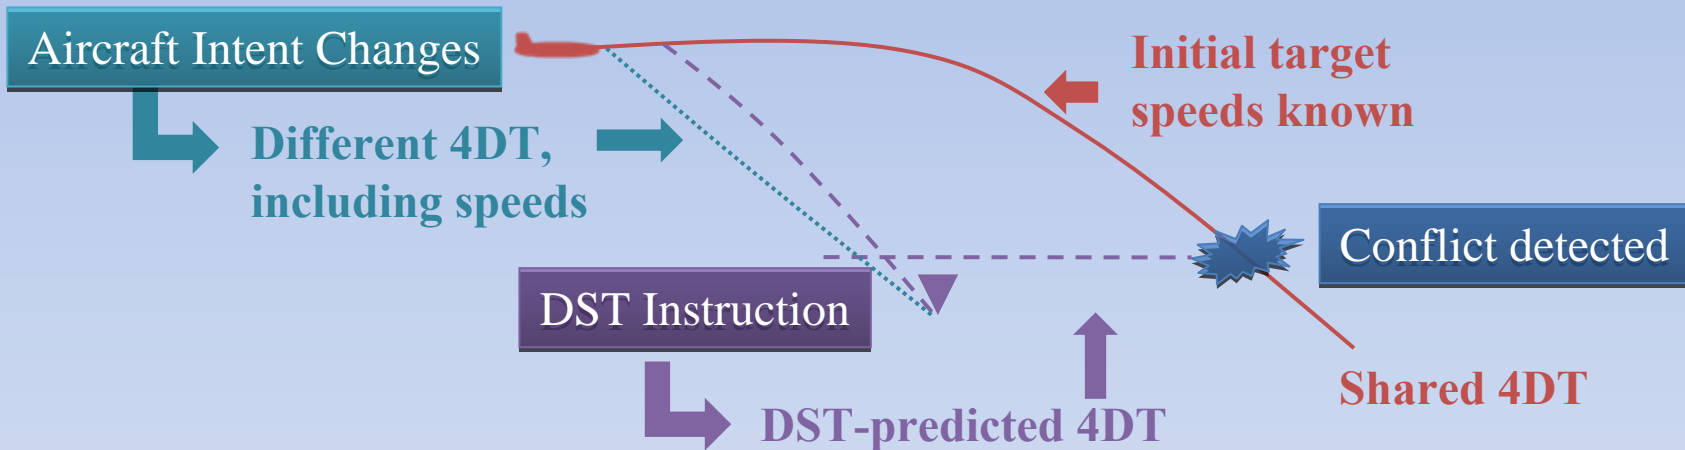 Aircraft Intent Changes
Different 4DT,
including speeds
Initial target
speeds known
Conflict detected
DST Instruction
Shared 4DT
DST-predicted 4DT